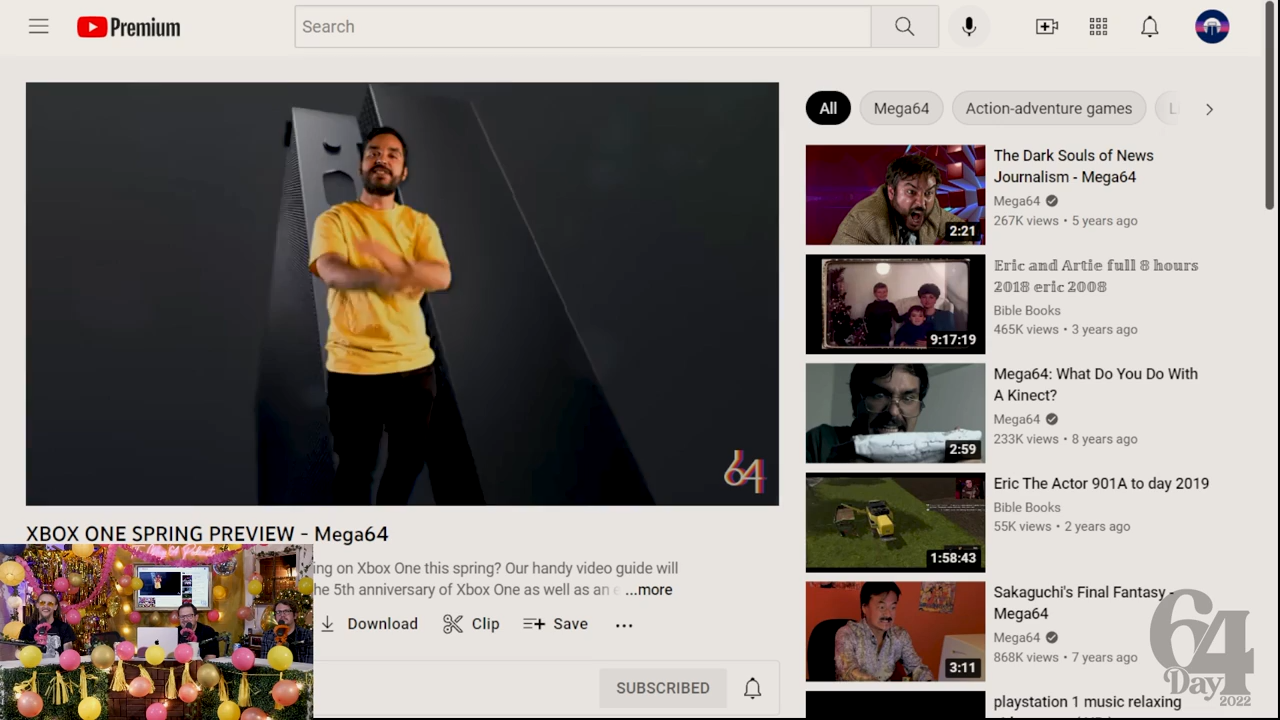 Premium
Search
All
Mega64
Action-adventure games
The Dark Souls of News
Journalism - Mega64
Mega64
267K views • 5 years ago
2:21
𝔼𝕣𝕚𝕔 𝕒𝕟𝕕 𝔸𝕣𝕥𝕚𝕖 𝕗𝕦𝕝𝕝 𝟠 𝕙𝕠𝕦𝕣𝕤
𝟚𝟘𝟙𝟠 𝕖𝕣𝕚𝕔 𝟚𝟘𝟘𝟠
Bible Books
465K views • 3 years ago
9:17:19
Mega64: What Do You Do With
A Kinect?
Mega64
233K views • 8 years ago
2:59
Eric The Actor 901A to day 2019
Bible Books
55K views • 2 years ago
1:58:43
Sakaguchi's Final Fantasy -
Mega64
Mega64
868K views • 7 years ago
3:11
playstation 1 music relaxing
64
XBOX ONE SPRING PREVIEW - Mega64
ing on Xbox One this spring? Our handy video guide will
he 5th anniversary of Xbox One as well as an e ...more
Download
Clip
Save
SUBSCRIBED
64
Day
2022